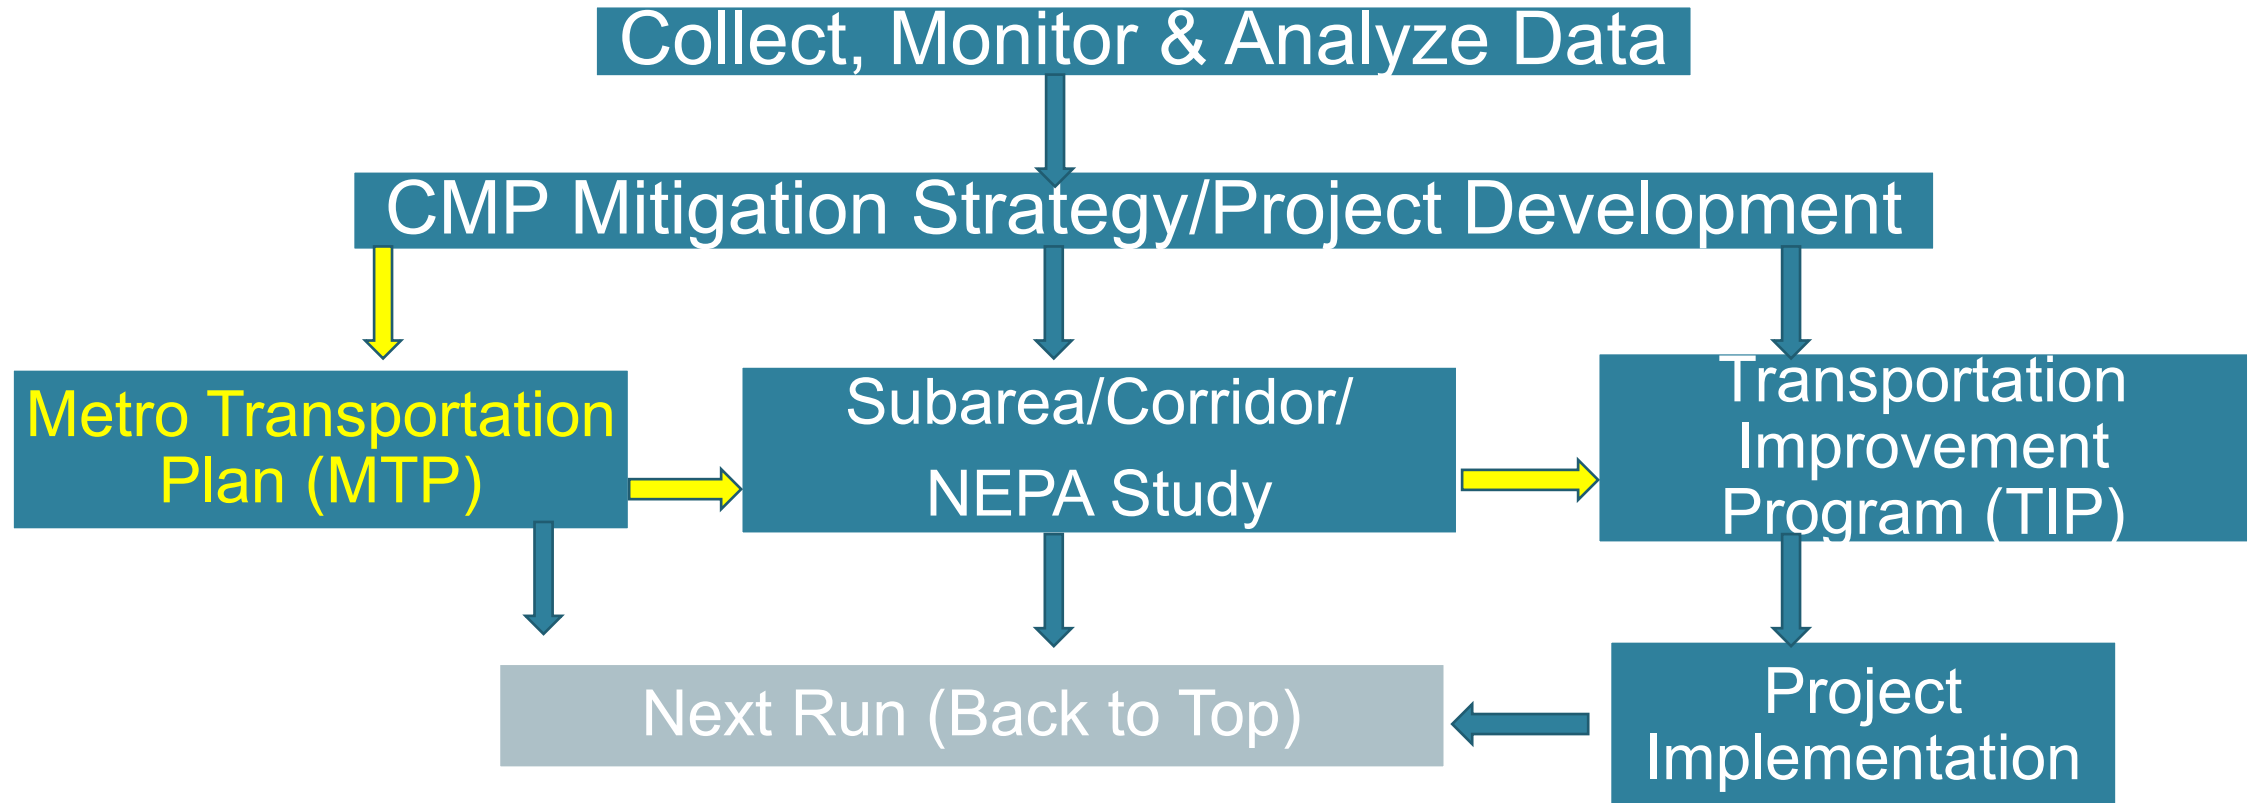 Collect, Monitor & Analyze Data
CMP Mitigation Strategy/Project Development
Metro Transportation
Plan (MTP)
Subarea/Corridor/
NEPA Study
Transportation
Improvement
Program (TIP)
Next Run (Back to Top)
Project
Implementation